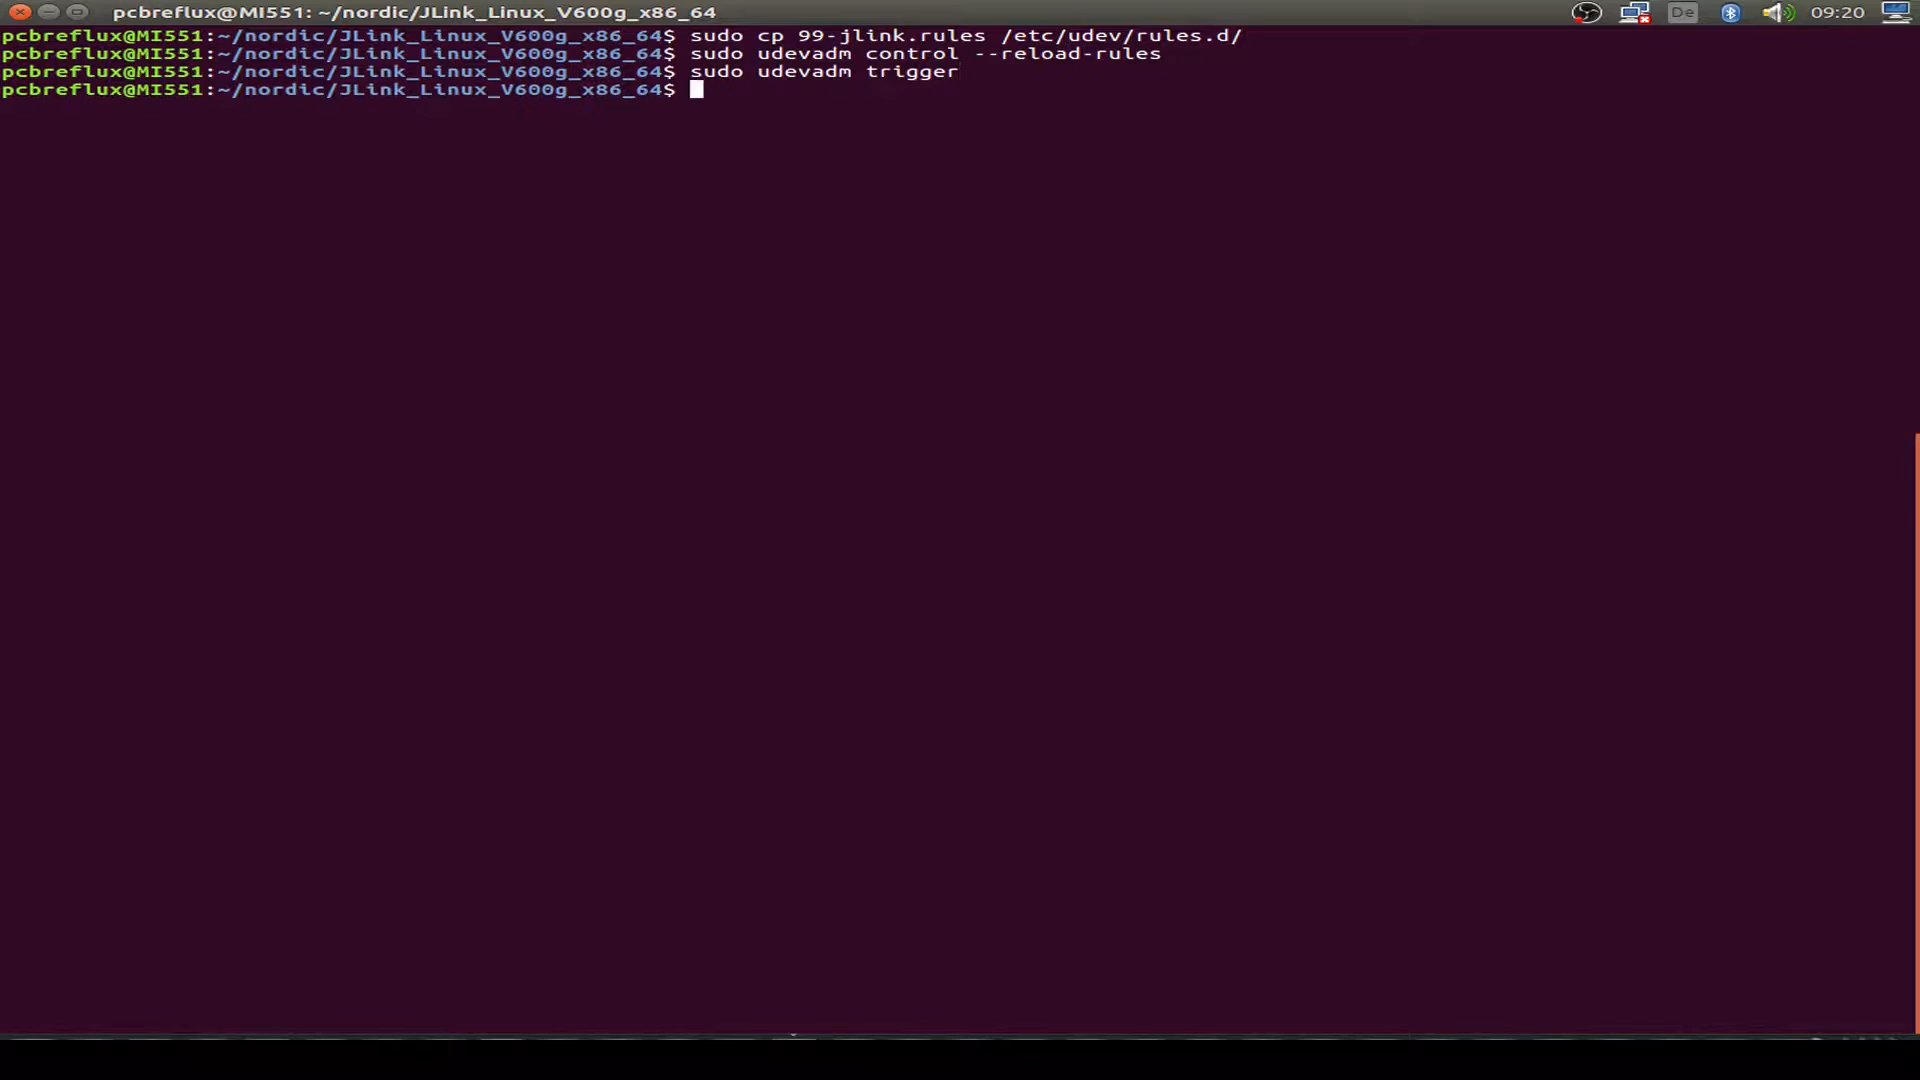 pcbreflux@MI551: ~/nordic/JLink_Linux_V600g_x86_64
De
09:20
pcbreflux@MI551:~/nordic/JLink_Linux_V600g_x86_64$ sudo cp 99-jlink.rules /etc/udev/rules.d/
pcbreflux@MI551:~/nordic/JLink_Linux_V600g_x86_64$ sudo udevadm control --reload-rules
pcbreflux@MI551:~/nordic/JLink_Linux_V600g_x86_64$ sudo udevadm trigger
pcbreflux@MI551:~/nordic/JLink_Linux_V600g_x86_64$